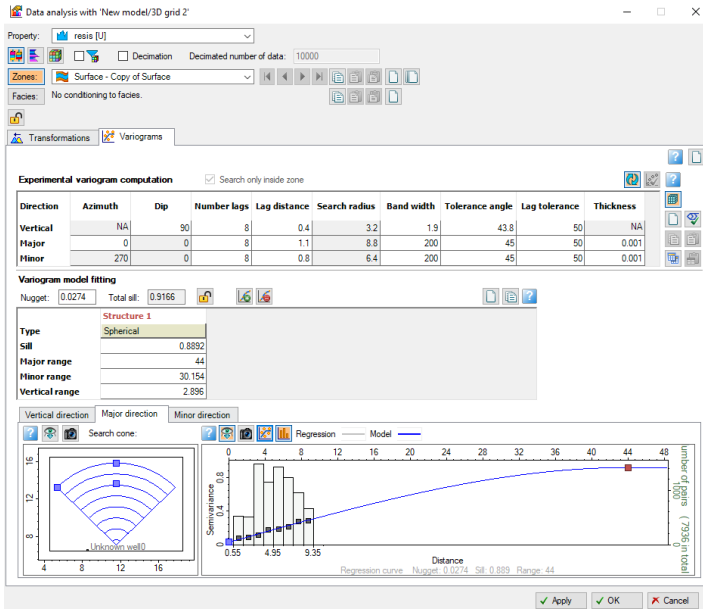 Data analysis with 'New model/3D grid 2'
Property: resis [U]
Decimation Decimated number of data: 10000
Zones: Surface - Copy of Surface
Facies: No conditioning to facies.
Transformations Variograms
Experimental variogram computation Search only inside zone
Direction Azimuth Dip Number lags Lag distance Search radius Band width Tolerance angle Lag tolerance Thickness
Vertical NA 90 8 0.4 3.2 1.9 43.8 50 NA
Major 0 0 8 1.1 8.8 200 45 50 0.001
Minor 270 0 8 0.8 6.4 200 45 50 0.001
Variogram model fitting
Nugget: 0.0274 Total sill: 0.9166
Structure 1
Type Spherical
Sill 0.8892
Major range 44
Minor range 30.154
Vertical range 2.896
Vertical direction Major direction Minor direction
Search cone:
Regression Model
16
12
8
4 8 12 16
Unknown well0
0 4 8 12 16 20 24 28 32 36 40 44 48
Semivariance
0 0.4 0.8
0.55 4.95 9.35
Distance
umber of pairs ( 7936 in total
0 1000
Regression curve Nugget: 0.0274 Sill: 0.889 Range: 44
Apply OK Cancel